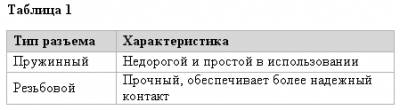 Таблица 1
Тип разъема Характеристика
Пружинный Недорогой и простой в использовании
Резьбовой Прочный, обеспечивает более надежный
контакт